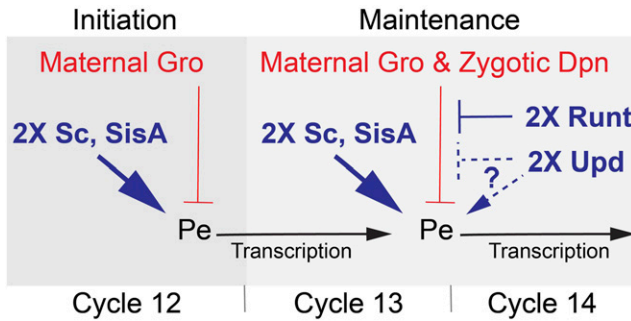 Initiation
Maintenance
Maternal Gro
Maternal Gro & Zygotic Dpn
2X Sc, SisA
2X Sc, SisA
2X Runt
2X Upd
?
Pe
Transcription
Pe
Transcription
Cycle 12
Cycle 13
Cycle 14